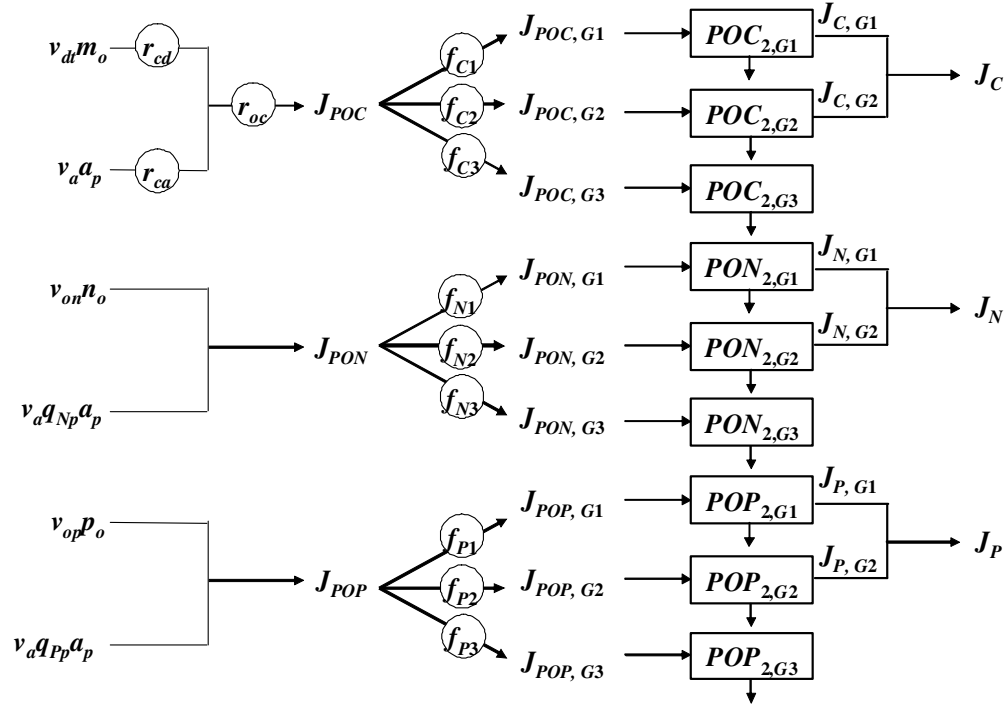 v_dt m_o r_cd f_C1 J_POC, G1 POC_2,G1 J_C, G1
r_oc J_POC f_C2 J_POC, G2 POC_2,G2 J_C, G2 J_C
v_a a_p r_ca f_C3 J_POC, G3 POC_2,G3
v_on n_o f_N1 J_PON, G1 PON_2,G1 J_N, G1
J_PON f_N2 J_PON, G2 PON_2,G2 J_N, G2 J_N
v_a q_Np a_p f_N3 J_PON, G3 PON_2,G3
v_op p_o f_P1 J_POP, G1 POP_2,G1 J_P, G1
J_POP f_P2 J_POP, G2 POP_2,G2 J_P, G2 J_P
v_a q_Pp a_p f_P3 J_POP, G3 POP_2,G3